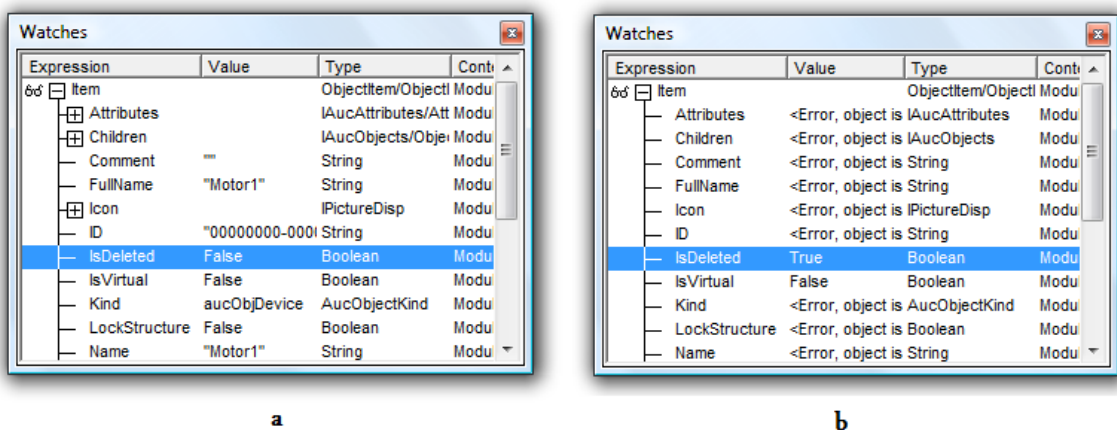 Watches
Expression Value Type Conte
Item ObjectItem/ObjectI Modul
Attributes IAucAttributes/Att Modul
Children IAucObjects/Obje Modul
Comment "" String Modul
FullName "Motor1" String Modul
Icon IPictureDisp Modul
ID "00000000-000 String Modul
IsDeleted False Boolean Modul
IsVirtual False Boolean Modul
Kind aucObjDevice AucObjectKind Modul
LockStructure False Boolean Modul
Name "Motor1" String Modul
a
Watches
Expression Value Type Conte
Item ObjectItem/ObjectI Modul
Attributes <Error, object is IAucAttributes Modul
Children <Error, object is IAucObjects Modul
Comment <Error, object is String Modul
FullName <Error, object is String Modul
Icon <Error, object is IPictureDisp Modul
ID <Error, object is String Modul
IsDeleted True Boolean Modul
IsVirtual False Boolean Modul
Kind <Error, object is AucObjectKind Modul
LockStructure <Error, object is Boolean Modul
Name <Error, object is String Modul
b